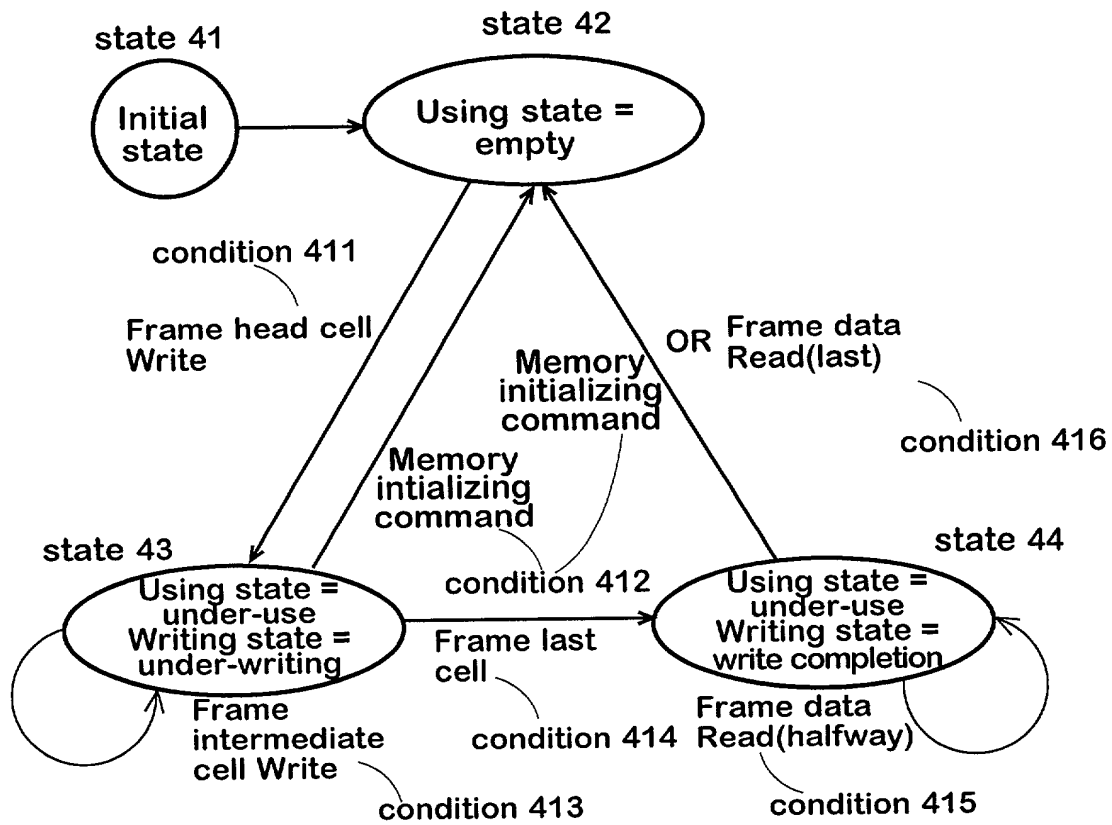 state 41
state 42
Initial
state
Using state =
empty
condition 411
Frame head cell
Write
OR Frame data
Read(last)
Memory
initializing
command
condition 416
Memory
intializing
command
state 43
state 44
condition 412
Using state =
under-use
Writing state =
under-writing
Using state =
under-use
Writing state =
write completion
Frame last
cell
Frame
intermediate
cell Write
condition 414
Frame data
Read(halfway)
condition 413
condition 415